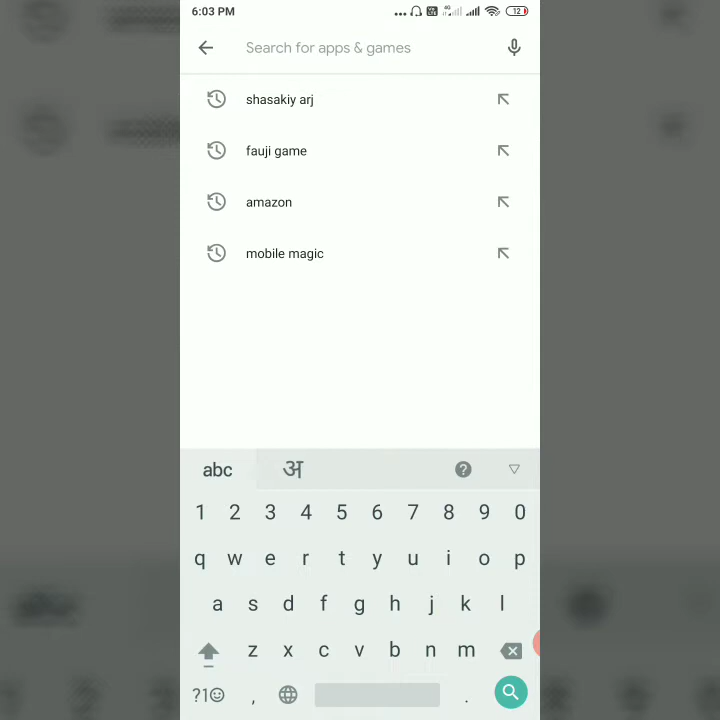 6:03 PM 12
Search for apps & games
shasakiy arj
fauji game
amazon
mobile magic
abc अ ?
1 2 3 4 5 6 7 8 9 0
q w e r t y u i o p
a s d f g h j k l
z x c v b n m
?1☺ , .